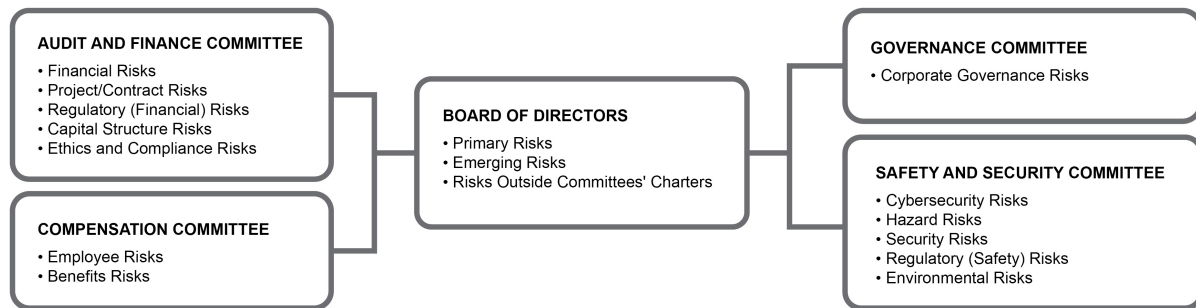 AUDIT AND FINANCE COMMITTEE
• Financial Risks
• Project/Contract Risks
• Regulatory (Financial) Risks
• Capital Structure Risks
• Ethics and Compliance Risks
COMPENSATION COMMITTEE
• Employee Risks
• Benefits Risks
BOARD OF DIRECTORS
• Primary Risks
• Emerging Risks
• Risks Outside Committees' Charters
GOVERNANCE COMMITTEE
• Corporate Governance Risks
SAFETY AND SECURITY COMMITTEE
• Cybersecurity Risks
• Hazard Risks
• Security Risks
• Regulatory (Safety) Risks
• Environmental Risks